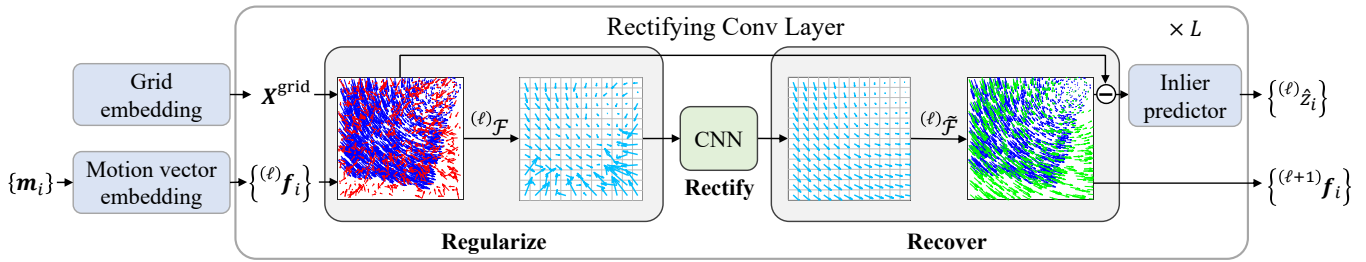 Rectifying Conv Layer
× L
Grid
embedding
X^grid
{m_i}
Motion vector
embedding
{^(ℓ)f_i}
^(ℓ)ℱ
CNN
Rectify
^(ℓ)ℱ̃
Inlier
predictor
{^(ℓ)ẑ_i}
{^(ℓ+1)f_i}
Regularize
Recover